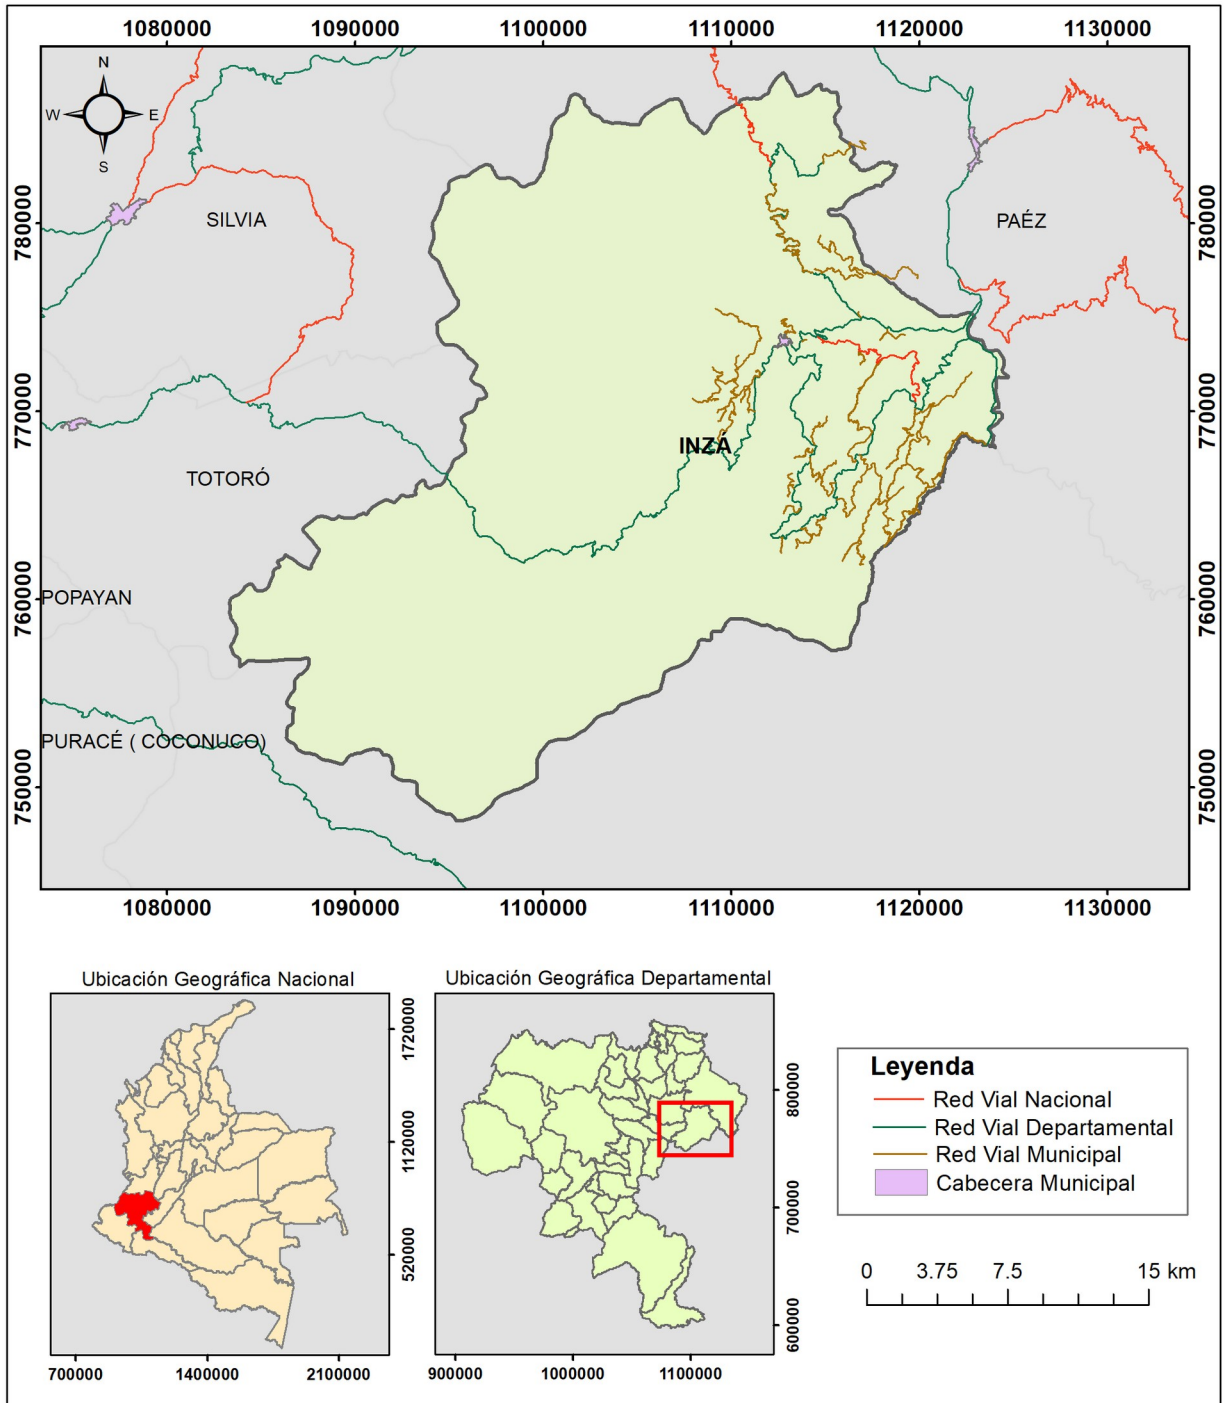 1080000 1090000 1100000 1110000 1120000 1130000
N
W E
S
780000 780000
SILVIA
PAÉZ
770000 770000
INZÁ
TOTORÓ
760000 760000
POPAYAN
PURACÉ ( COCONUCO)
750000 750000
1080000 1090000 1100000 1110000 1120000 1130000
Ubicación Geográfica Nacional
1720000
1120000
520000
700000 1400000 2100000
Ubicación Geográfica Departamental
800000
700000
600000
900000 1000000 1100000
Leyenda
Red Vial Nacional
Red Vial Departamental
Red Vial Municipal
Cabecera Municipal
0 3.75 7.5 15 km